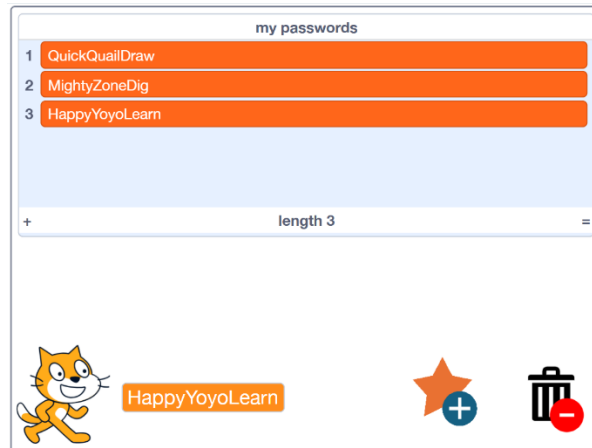 my passwords
1 QuickQuailDraw
2 MightyZoneDig
3 HappyYoyoLearn
+ length 3 =
HappyYoyoLearn